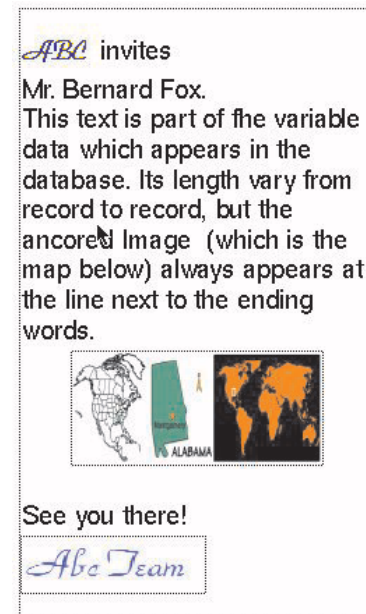 ABC invites
Mr. Bernard Fox.
This text is part of fhe variable
data which appears in the
database. Its length vary from
record to record, but the
ancored Image (which is the
map below) always appears at
the line next to the ending
words.
Montgomery
ALABAMA
See you there!
Abc Team